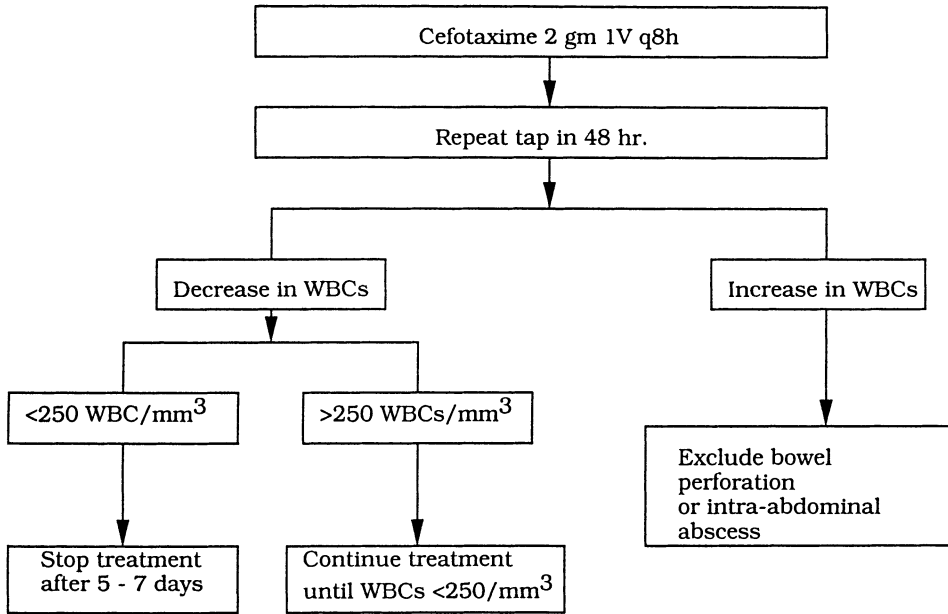 Cefotaxime 2 gm 1V q8h
Repeat tap in 48 hr.
Decrease in WBCs
Increase in WBCs
<250 WBC/mm³
>250 WBCs/mm³
Exclude bowel
perforation
or intra-abdominal
abscess
Stop treatment
after 5 - 7 days
Continue treatment
until WBCs <250/mm³